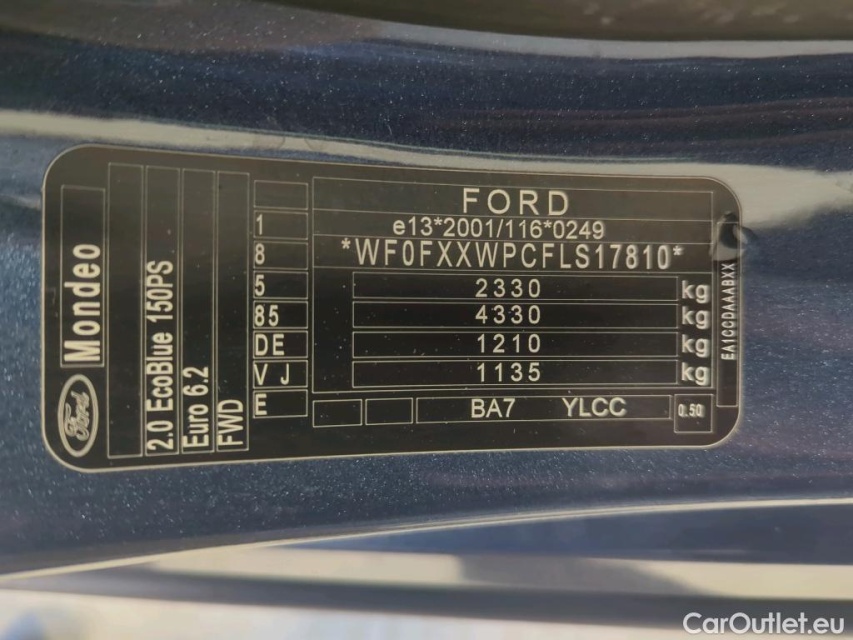 FORD
e13*2001/116*0249
*WF0FXXWPCFLS17810*
2330 kg
4330 kg
1210 kg
1135 kg
BA7 YLCC 0.50
1
8
5
85
DE
V J
E
Ford Mondeo
2.0 EcoBlue 150PS
Euro 6.2
FWD
EA1CCDAAABXX
CarOutlet.eu